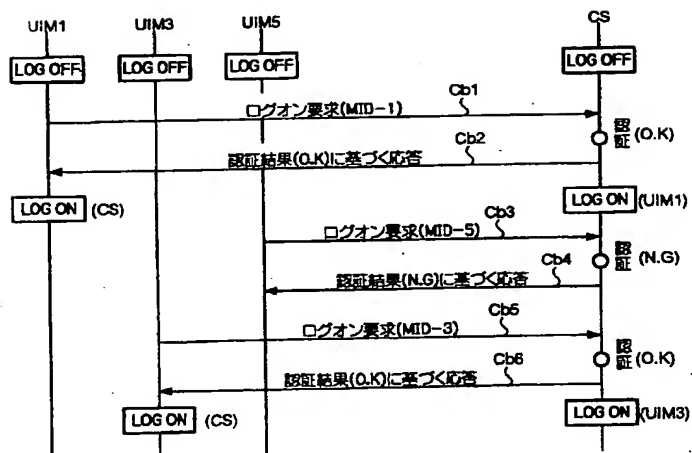 UIM1 UIM3 UIM5 CS
LOG OFF LOG OFF LOG OFF LOG OFF
Cb1
ログオン要求(MID-1)
認証(O.K)
Cb2
認証結果(O.K)に基づく応答
LOG ON (CS)
LOG ON (UIM1)
Cb3
ログオン要求(MID-5)
認証(N.G)
Cb4
認証結果(N.G)に基づく応答
Cb5
ログオン要求(MID-3)
認証(O.K)
Cb6
認証結果(O.K)に基づく応答
LOG ON (CS)
LOG ON (UIM3)